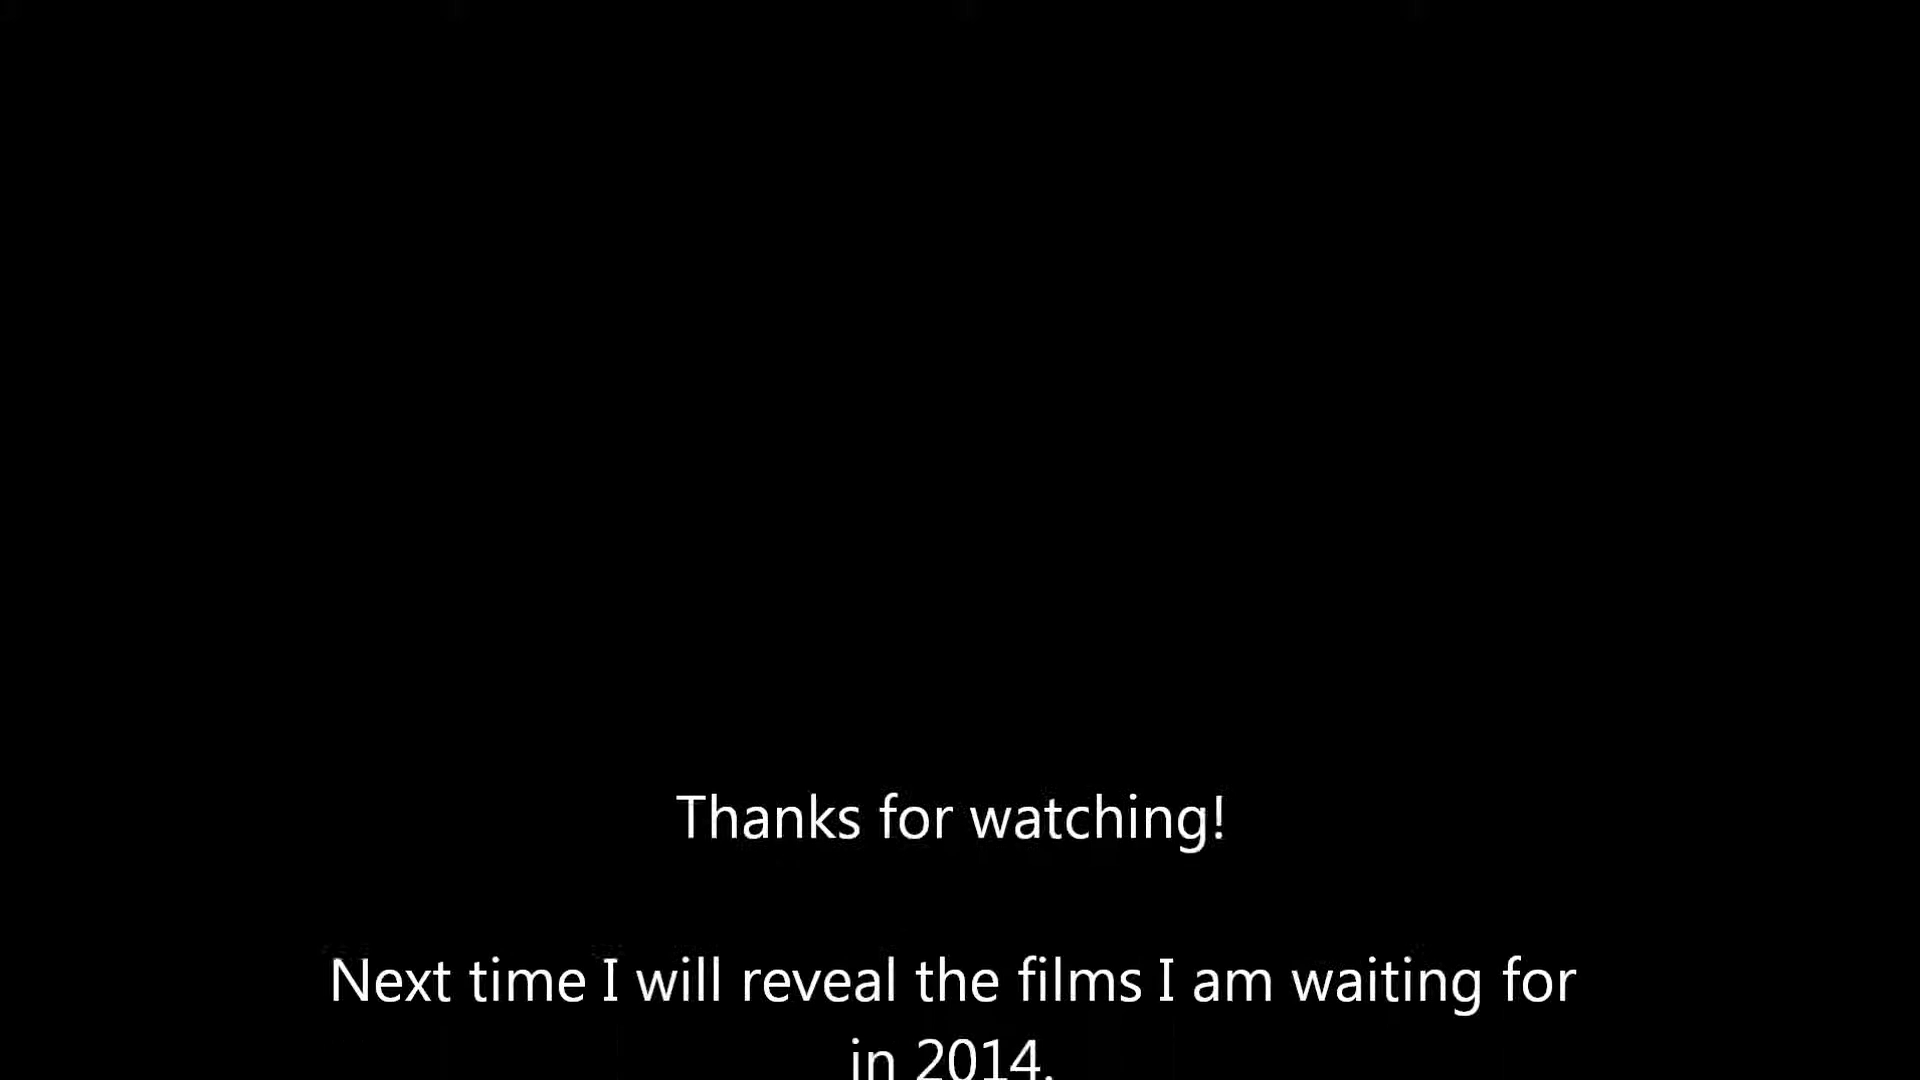 Thanks for watching!
Next time I will reveal the films I am waiting for
in 2014.